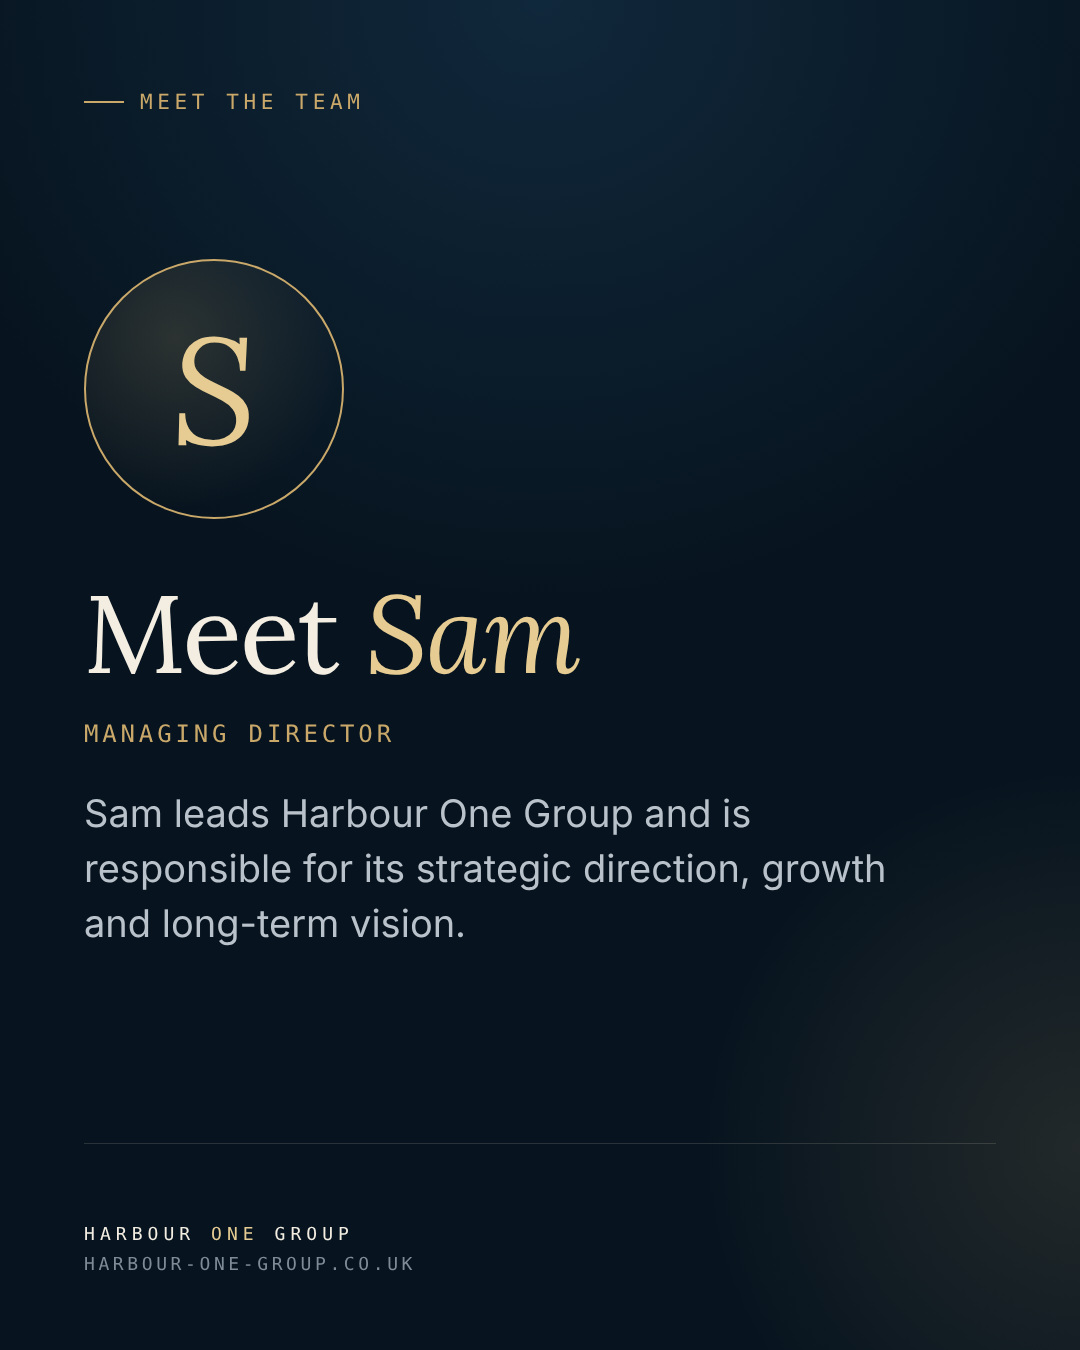 MEET THE TEAM
S
Meet Sam
MANAGING DIRECTOR
Sam leads Harbour One Group and is
responsible for its strategic direction, growth
and long-term vision.
HARBOUR ONE GROUP
HARBOUR-ONE-GROUP.CO.UK